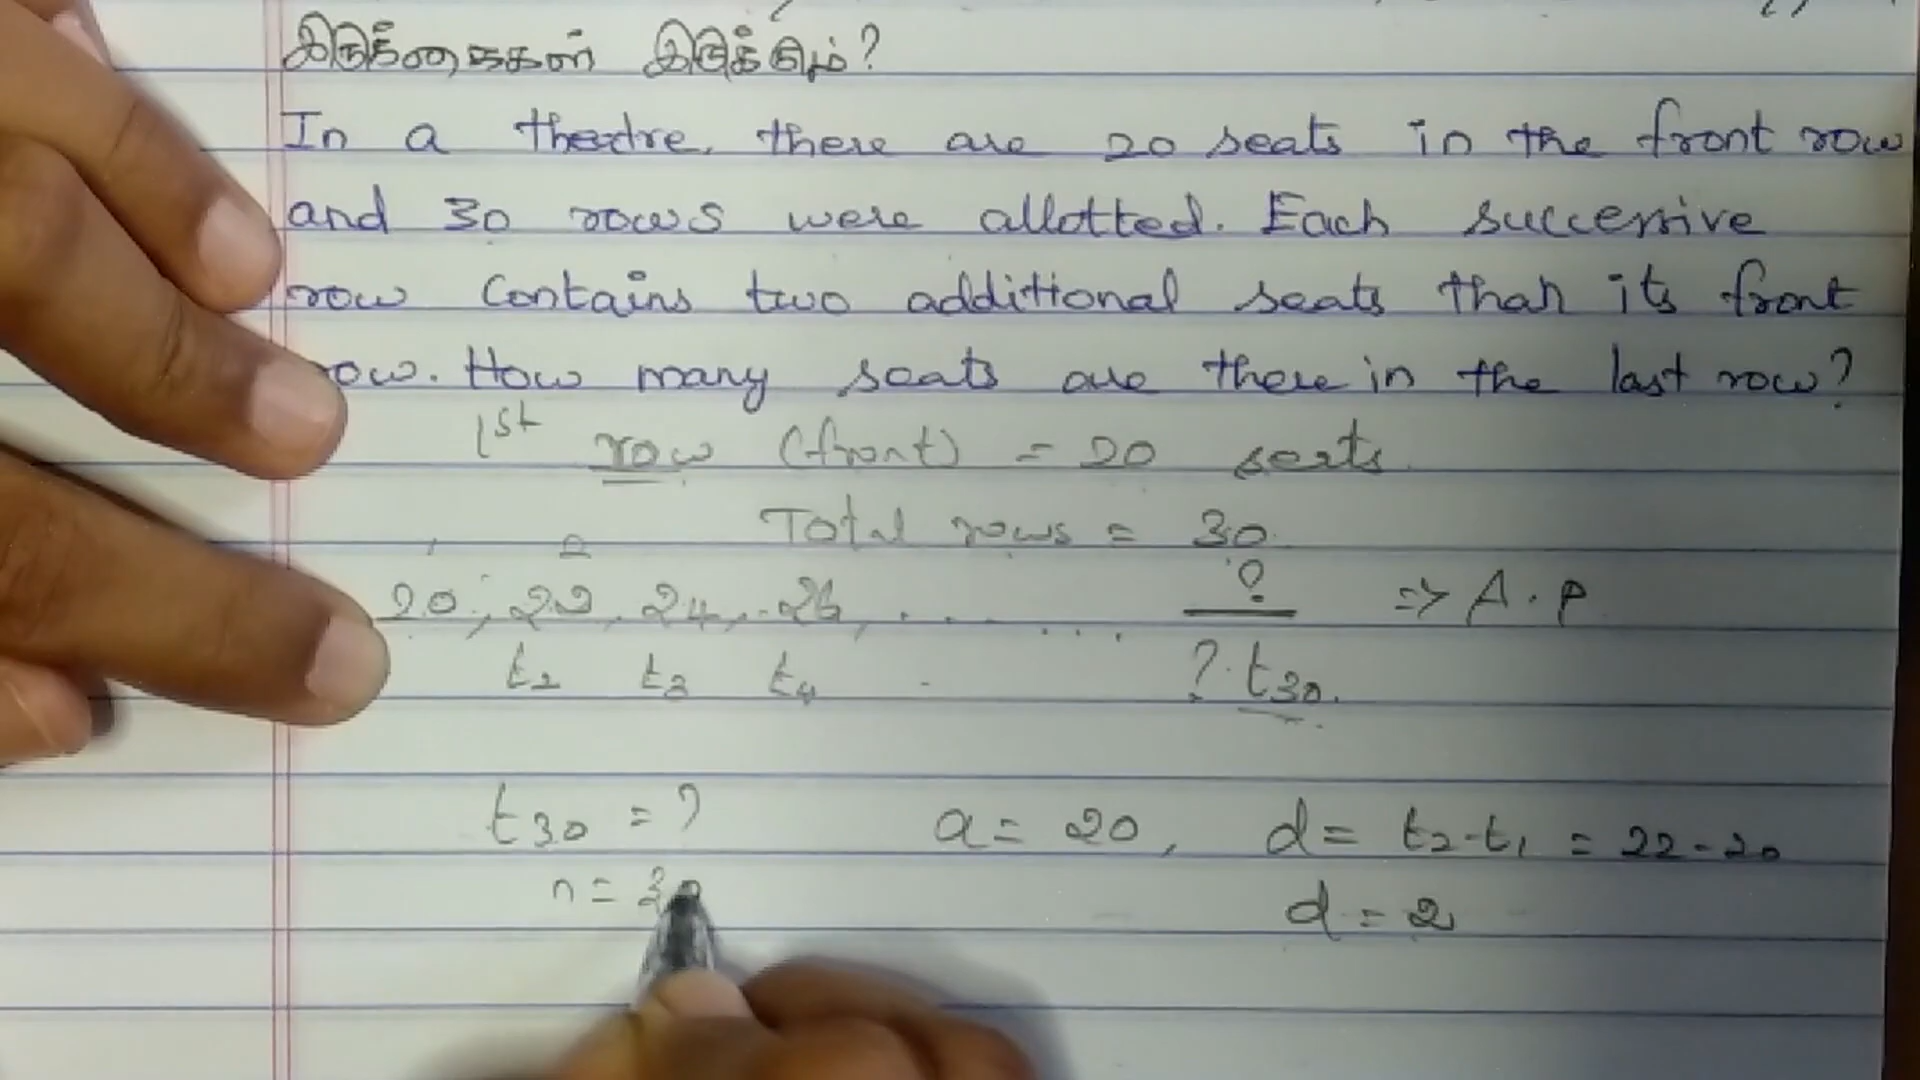 இருக்கைகள் இருக்கும்?
In a theatre, there are 20 seats in the front row
and 30 rows were allotted. Each successive
row contains two additional seats than its front
row. How many seats are there in the last row?
1st row (front) = 20 seats
Total rows = 30
20, 22, 24, 26, ....... ? => A.P
t2 t3 t4 ? t30.
t30 = ? a = 20, d = t2-t1 = 22-20
n = 30 d = 2